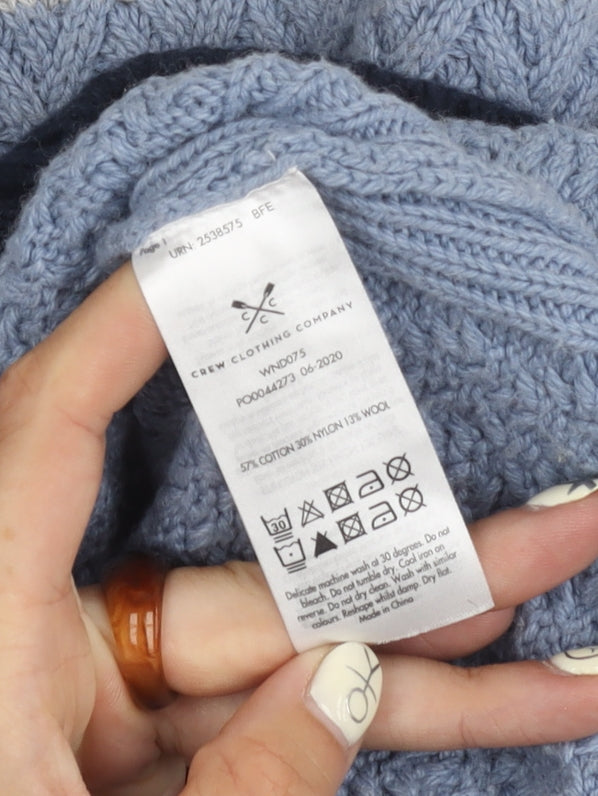 Page 1
URN: 2538575 BFE
C C
C
CREW CLOTHING COMPANY
WND075
PO0044273 06-2020
57% COTTON 30% NYLON 13% WOOL
30
Delicate machine wash at 30 degrees. Do not
bleach. Do not tumble dry. Cool iron on
reverse. Do not dry clean. Wash with similar
colours. Reshape whilst damp. Dry flat.
Made in China